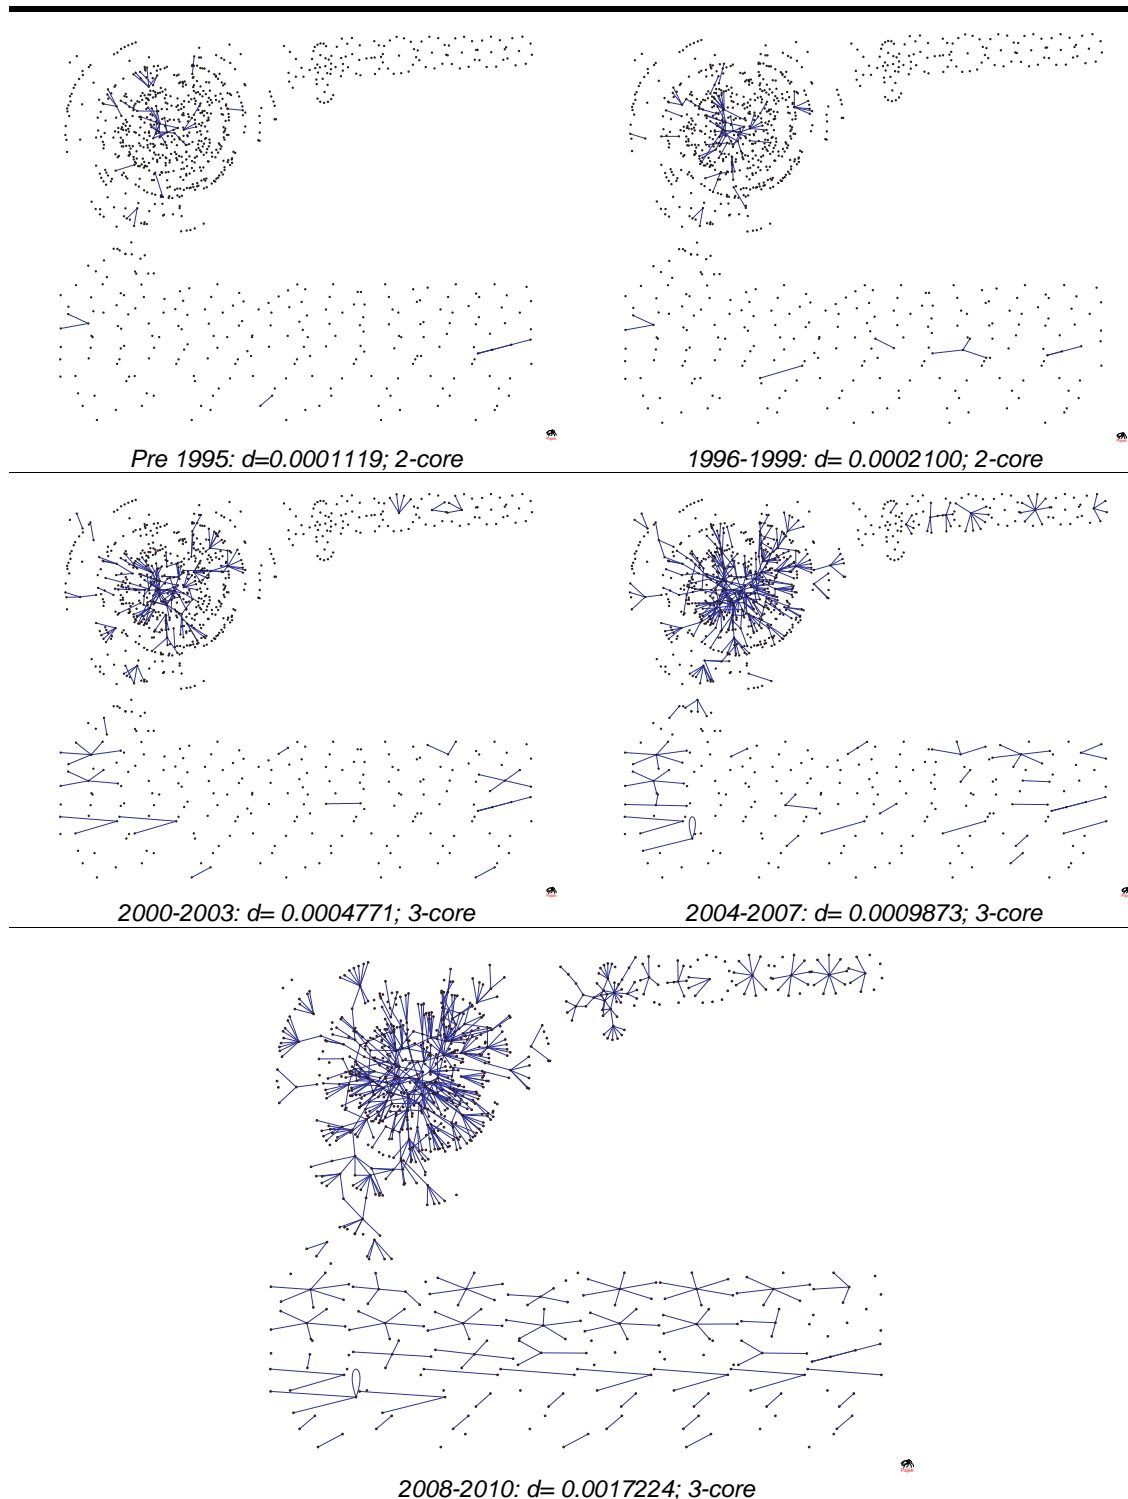 Pre 1995: d=0.0001119; 2-core
1996-1999: d= 0.0002100; 2-core
2000-2003: d= 0.0004771; 3-core
2004-2007: d= 0.0009873; 3-core
Pajek
2008-2010: d= 0.0017224; 3-core